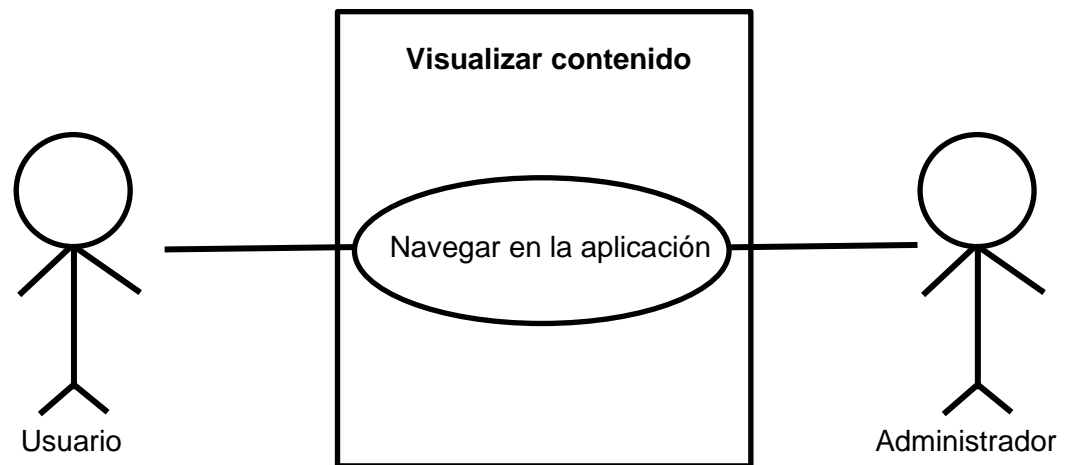 Visualizar contenido
Navegar en la aplicación
Usuario
Administrador